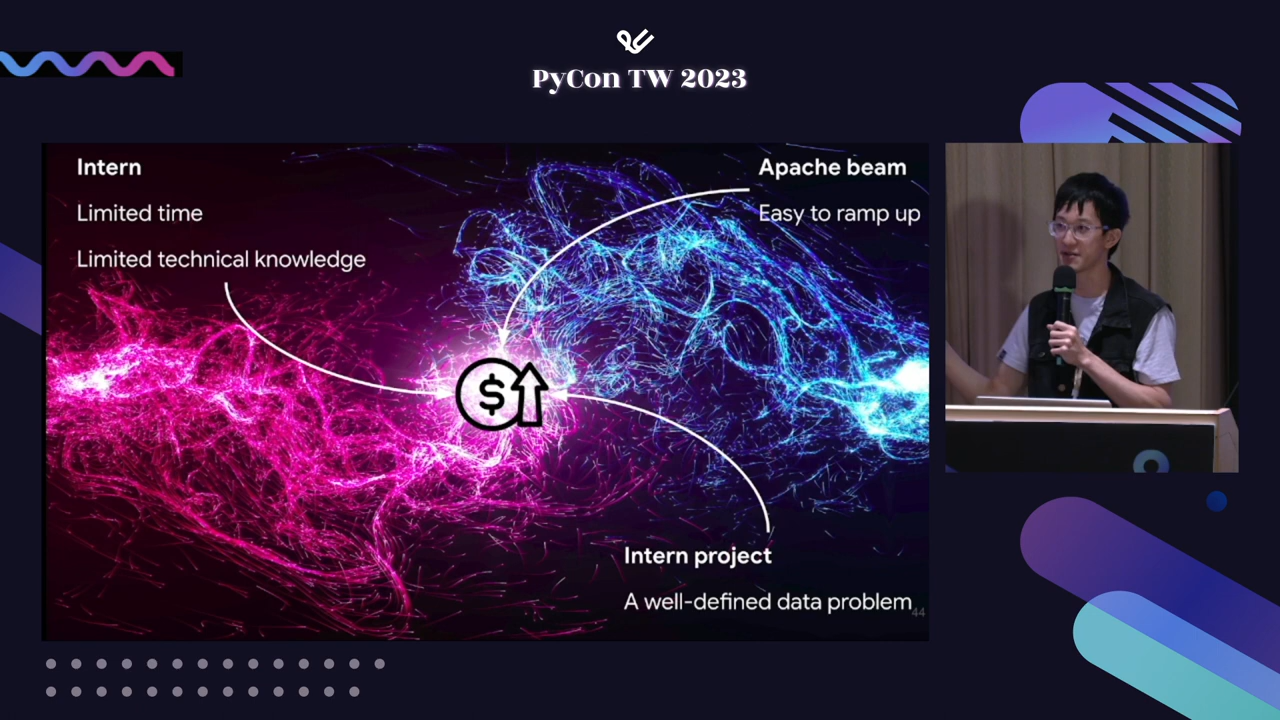 PyCon TW 2023
Intern
Limited time
Limited technical knowledge
Apache beam
Easy to ramp up
$
Intern project
A well-defined data problem
44